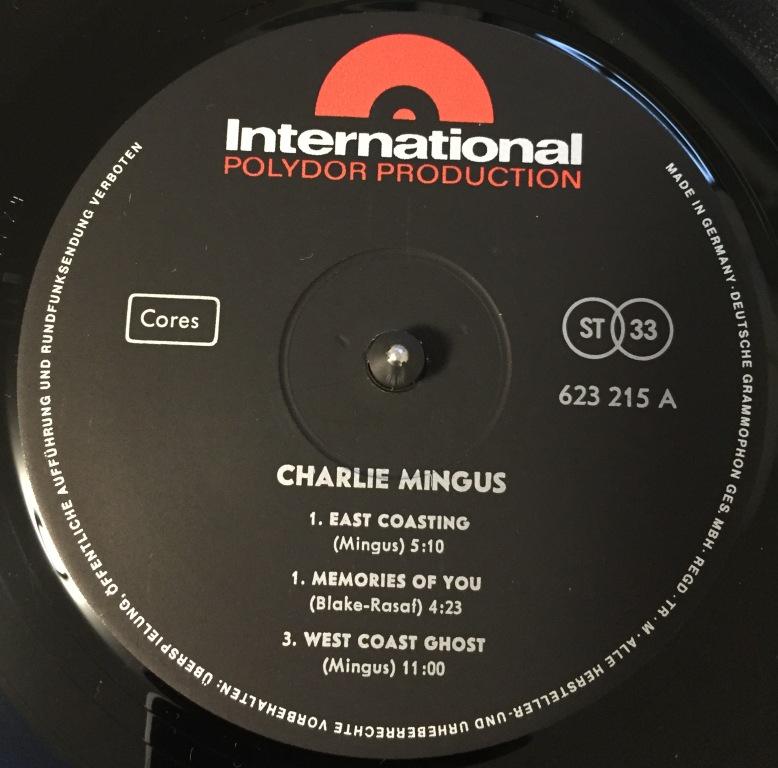 International
POLYDOR PRODUCTION
Cores
ST 33
623 215 A
CHARLIE MINGUS
1. EAST COASTING
(Mingus) 5:10
1. MEMORIES OF YOU
(Blake-Rasaf) 4:23
3. WEST COAST GHOST
(Mingus) 11:00
MADE IN GERMANY · DEUTSCHE GRAMMOPHON GES. MBH · REGD · TR · M · ALLE HERSTELLER- UND URHEBERRECHTE VORBEHALTEN: ÜBERSPIELUNG, ÖFFENTLICHE AUFFÜHRUNG UND RUNDFUNKSENDUNG VERBOTEN